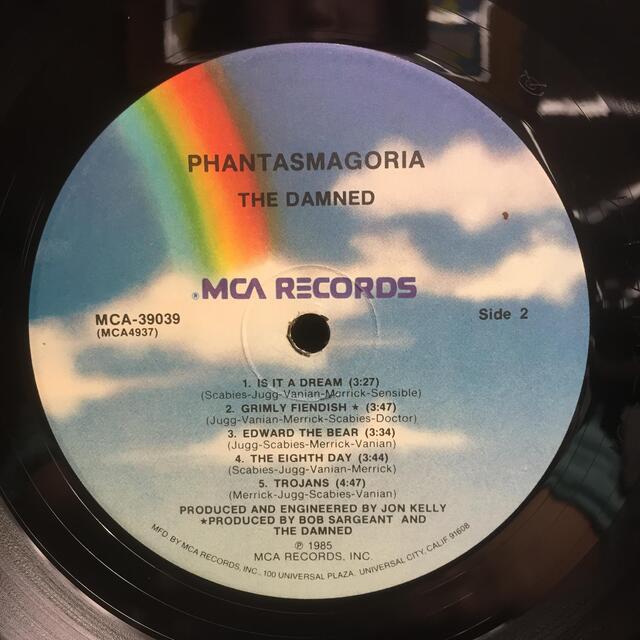 PHANTASMAGORIA
THE DAMNED
® MCA RECORDS
MCA-39039
(MCA4937)
Side 2
1. IS IT A DREAM (3:27)
(Scabies-Jugg-Vanian-Merrick-Sensible)
2. GRIMLY FIENDISH ★ (3:47)
(Jugg-Vanian-Merrick-Scabies-Doctor)
3. EDWARD THE BEAR (3:34)
(Jugg-Scabies-Merrick-Vanian)
4. THE EIGHTH DAY (3:44)
(Scabies-Jugg-Vanian-Merrick)
5. TROJANS (4:47)
(Merrick-Jugg-Scabies-Vanian)
PRODUCED AND ENGINEERED BY JON KELLY
★PRODUCED BY BOB SARGEANT AND
THE DAMNED
℗ 1985
MCA RECORDS, INC.
MFD. BY MCA RECORDS, INC., 100 UNIVERSAL PLAZA, UNIVERSAL CITY, CALIF. 91608